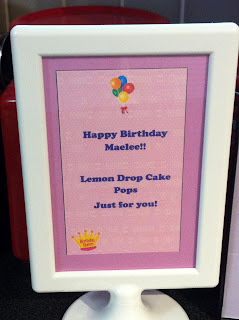 Happy Birthday
Maelee!!
Lemon Drop Cake
Pops
Just for you!